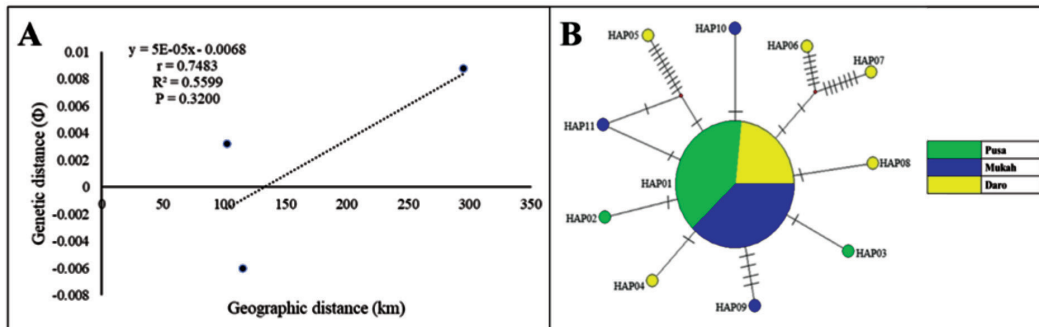 A
y = 5E-05x - 0.0068
r = 0.7483
R² = 0.5599
P = 0.3200
Genetic distance (Φ)
0.01
0.008
0.006
0.004
0.002
0
-0.002
-0.004
-0.006
-0.008
0 50 100 150 200 250 300 350
Geographic distance (km)
B
HAP10
HAP05
HAP06
HAP07
HAP11
HAP08
HAP01
HAP02
HAP03
HAP04
HAP09
Pusa
Mukah
Daro